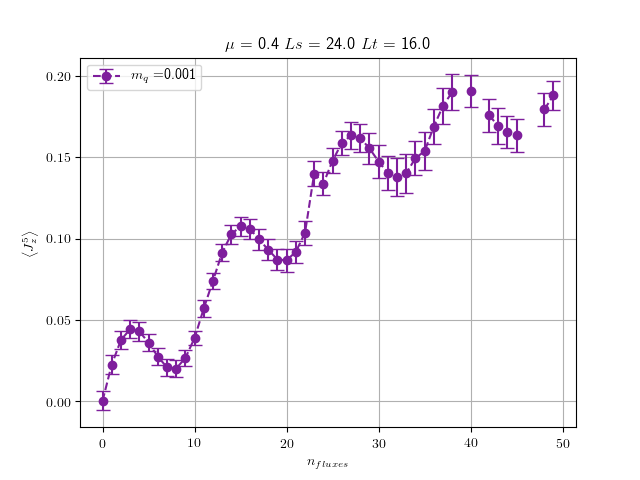 μ = 0.4 Ls = 24.0 Lt = 16.0
m_q =0.001
0.20
0.15
0.10
0.05
0.00
⟨J_z^5⟩
0 10 20 30 40 50
n_fluxes